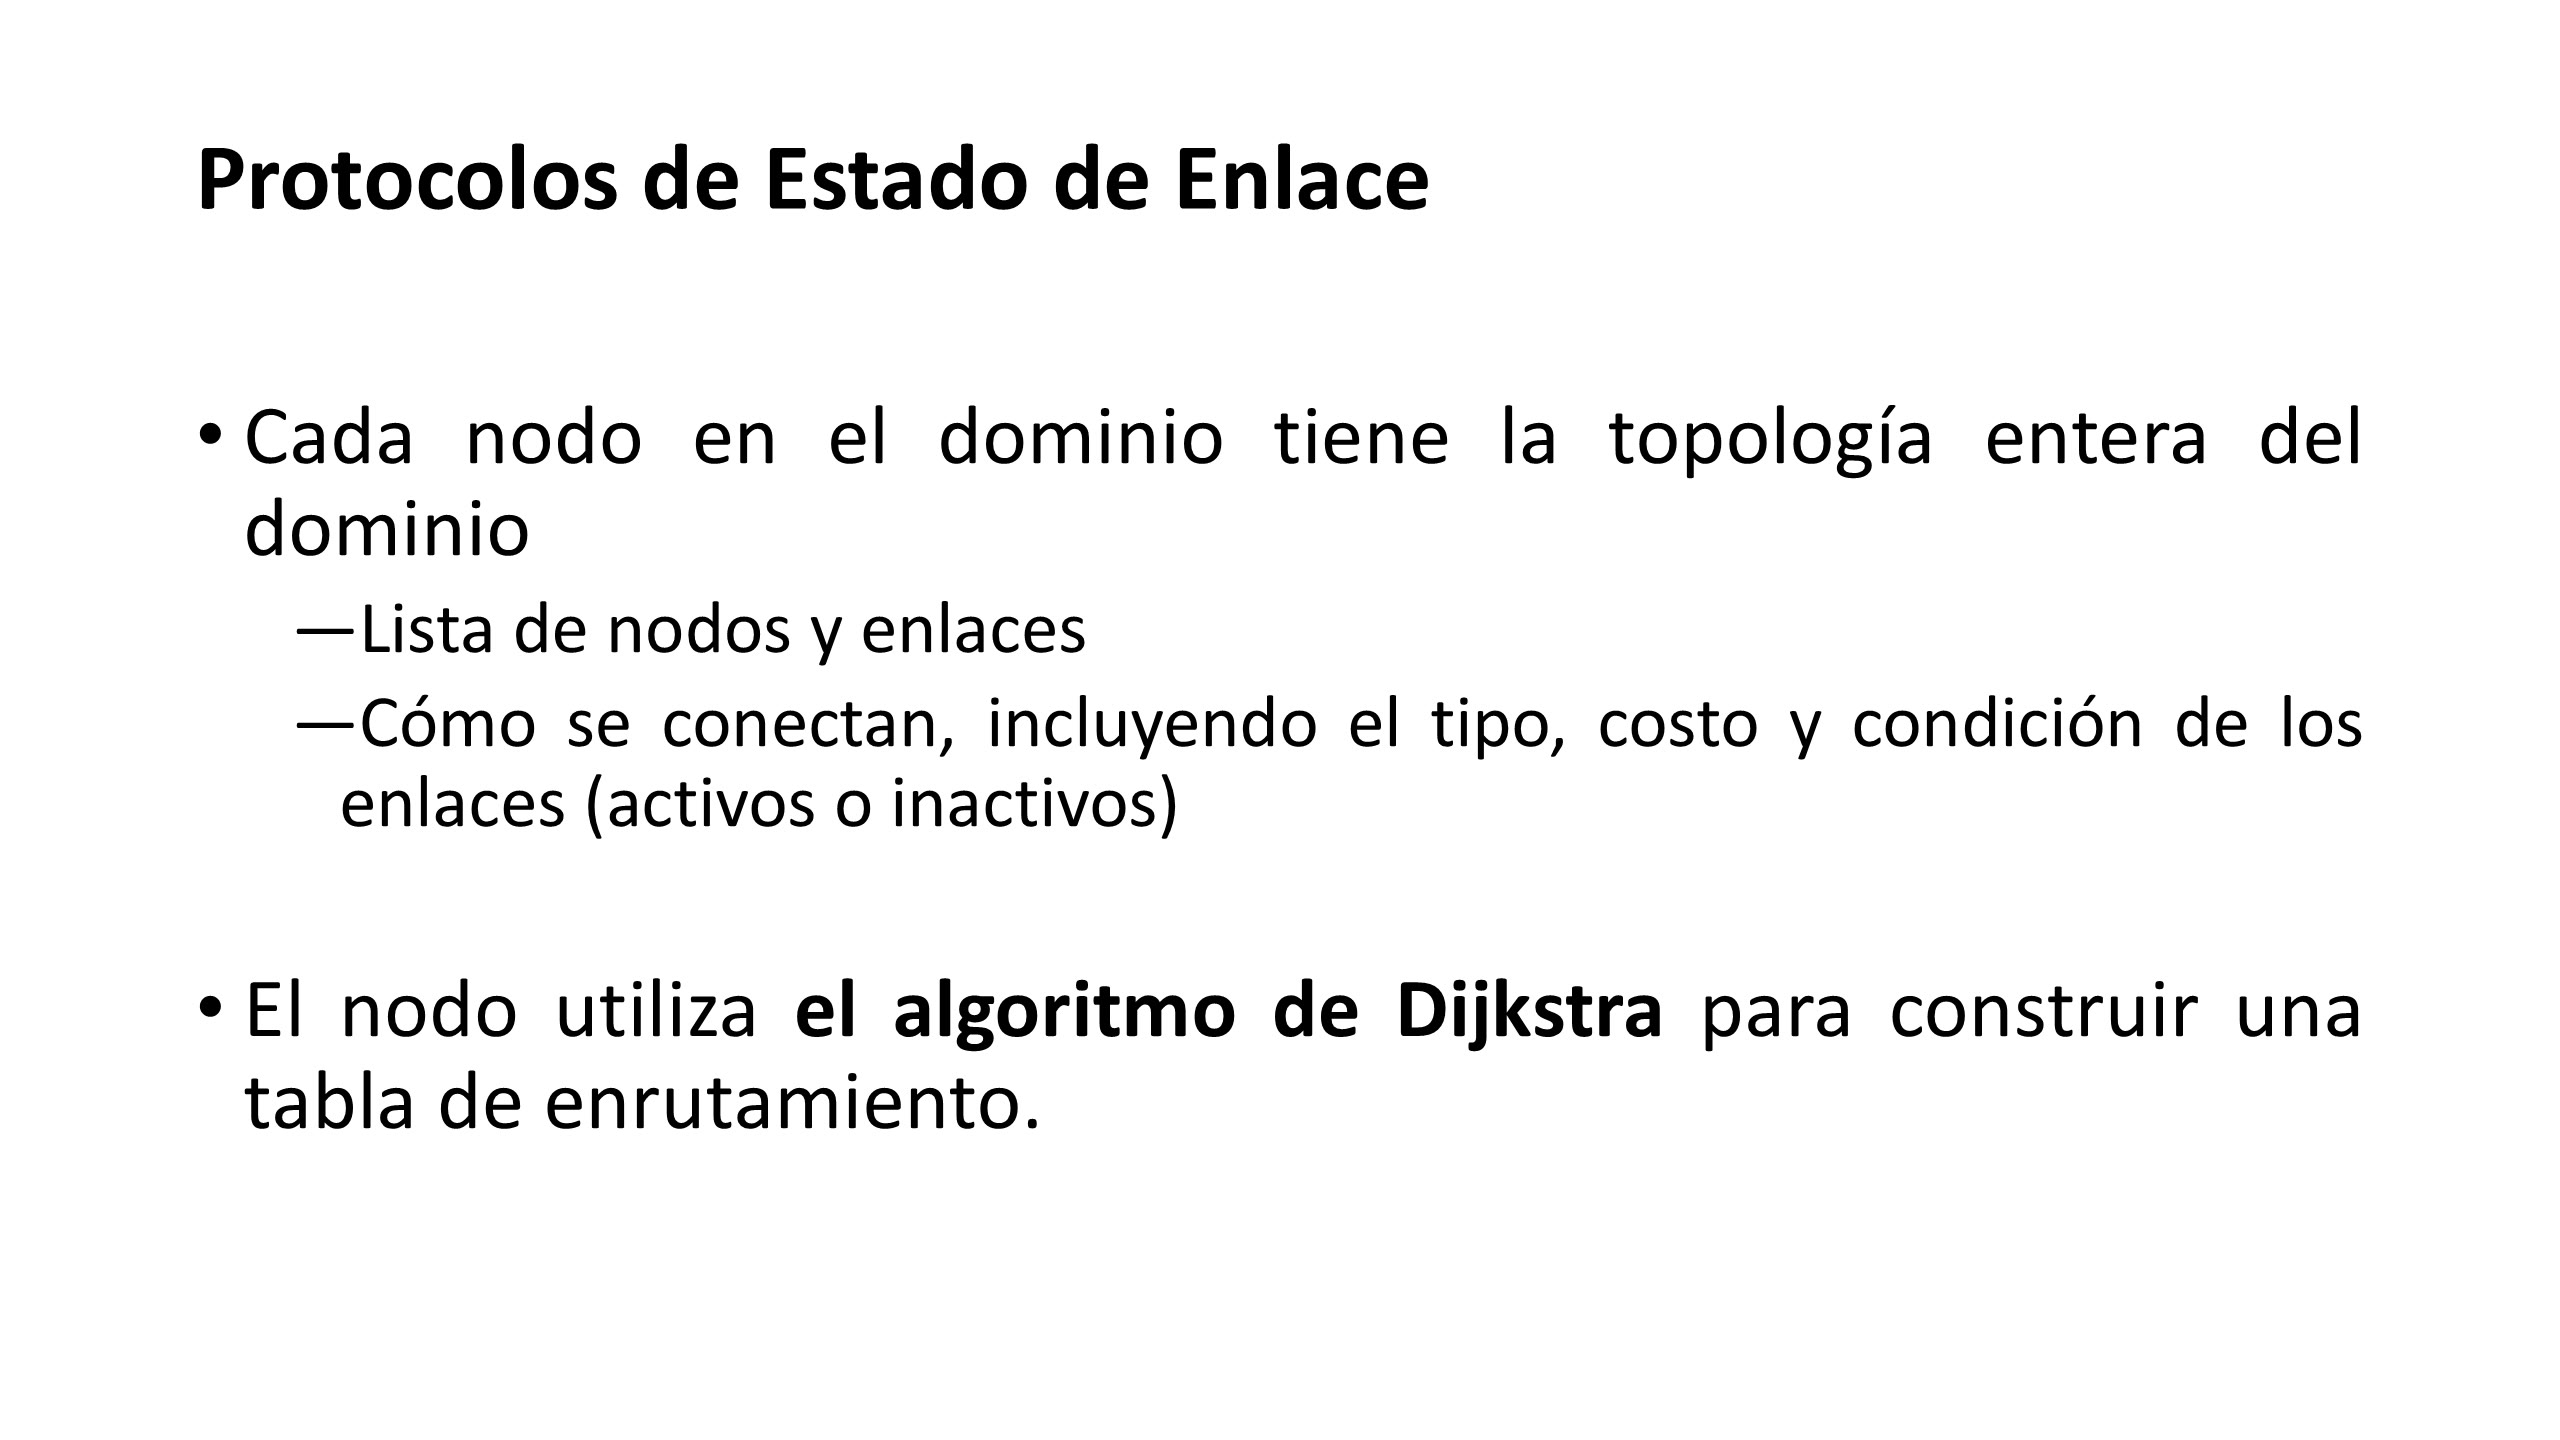 Protocolos de Estado de Enlace
• Cada nodo en el dominio tiene la topología entera del
dominio
—Lista de nodos y enlaces
—Cómo se conectan, incluyendo el tipo, costo y condición de los
enlaces (activos o inactivos)
• El nodo utiliza el algoritmo de Dijkstra para construir una
tabla de enrutamiento.